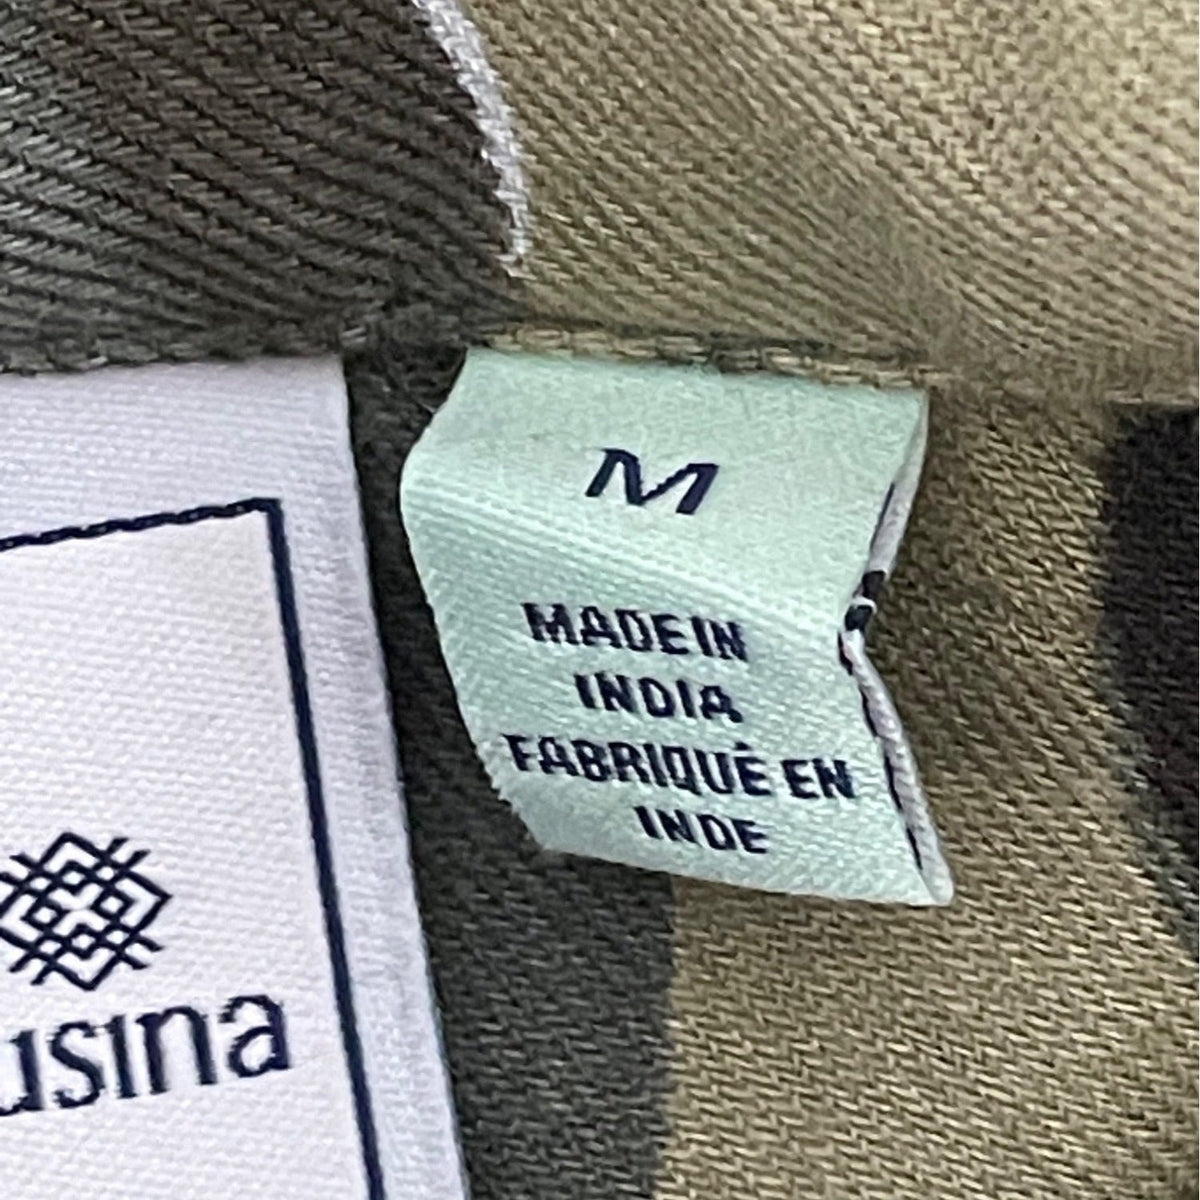 M
MADE IN
INDIA
FABRIQUÉ EN
INDE
usina